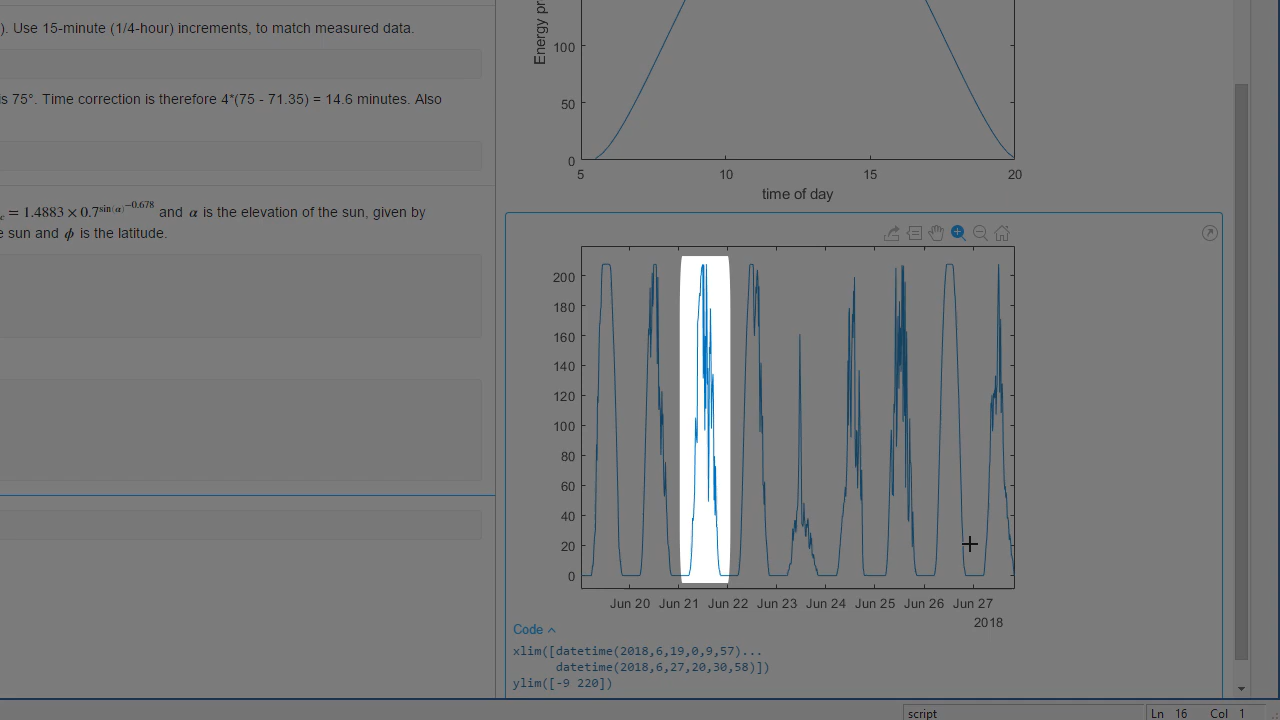 ). Use 15-minute (1/4-hour) increments, to match measured data.
s 75°. Time correction is therefore 4*(75 - 71.35) = 14.6 minutes. Also
c = 1.4883 × 0.7^sin(α)^−0.678 and α is the elevation of the sun, given by
e sun and ϕ is the latitude.
Energy pr
100
50
0
5 10 15 20
time of day
200
180
160
140
120
100
80
60
40
20
0
Jun 20 Jun 21 Jun 22 Jun 23 Jun 24 Jun 25 Jun 26 Jun 27
2018
Code
xlim([datetime(2018,6,19,0,9,57)...
datetime(2018,6,27,20,30,58)])
ylim([-9 220])
script
Ln 16 Col 1